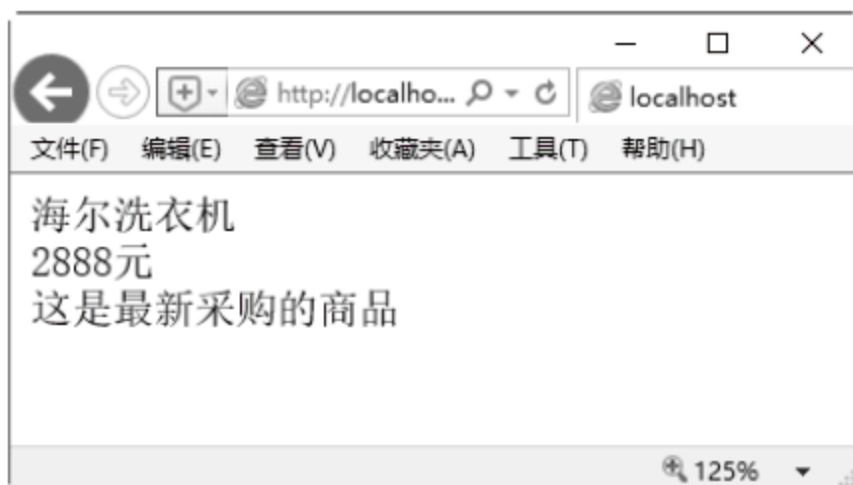 http://localho...
localhost
文件(F) 编辑(E) 查看(V) 收藏夹(A) 工具(T) 帮助(H)
海尔洗衣机
2888元
这是最新采购的商品
125%